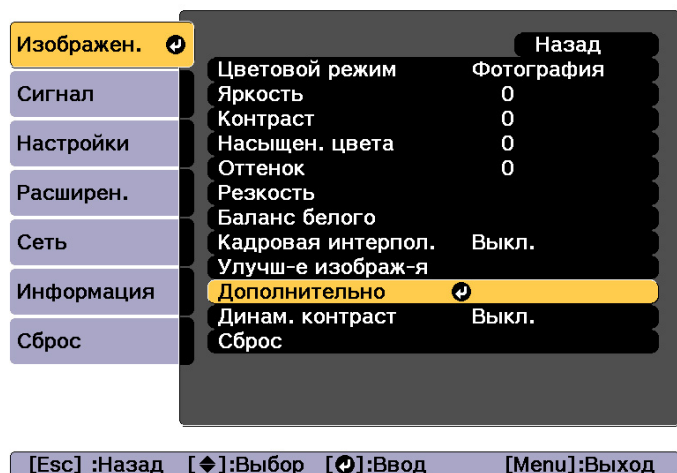 Изображен.
Сигнал
Настройки
Расширен.
Сеть
Информация
Сброс
Назад
Цветовой режим Фотография
Яркость 0
Контраст 0
Насыщен. цвета 0
Оттенок 0
Резкость
Баланс белого
Кадровая интерпол. Выкл.
Улучш-е изображ-я
Дополнительно
Динам. контраст Выкл.
Сброс
[Esc] :Назад [◆]:Выбор [↵]:Ввод [Menu]:Выход